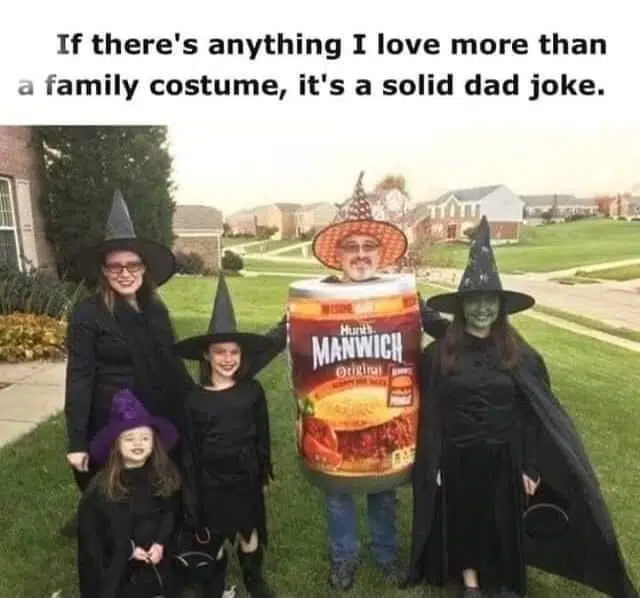 If there's anything I love more than
a family costume, it's a solid dad joke.
Hunt's
MANWICH
Original